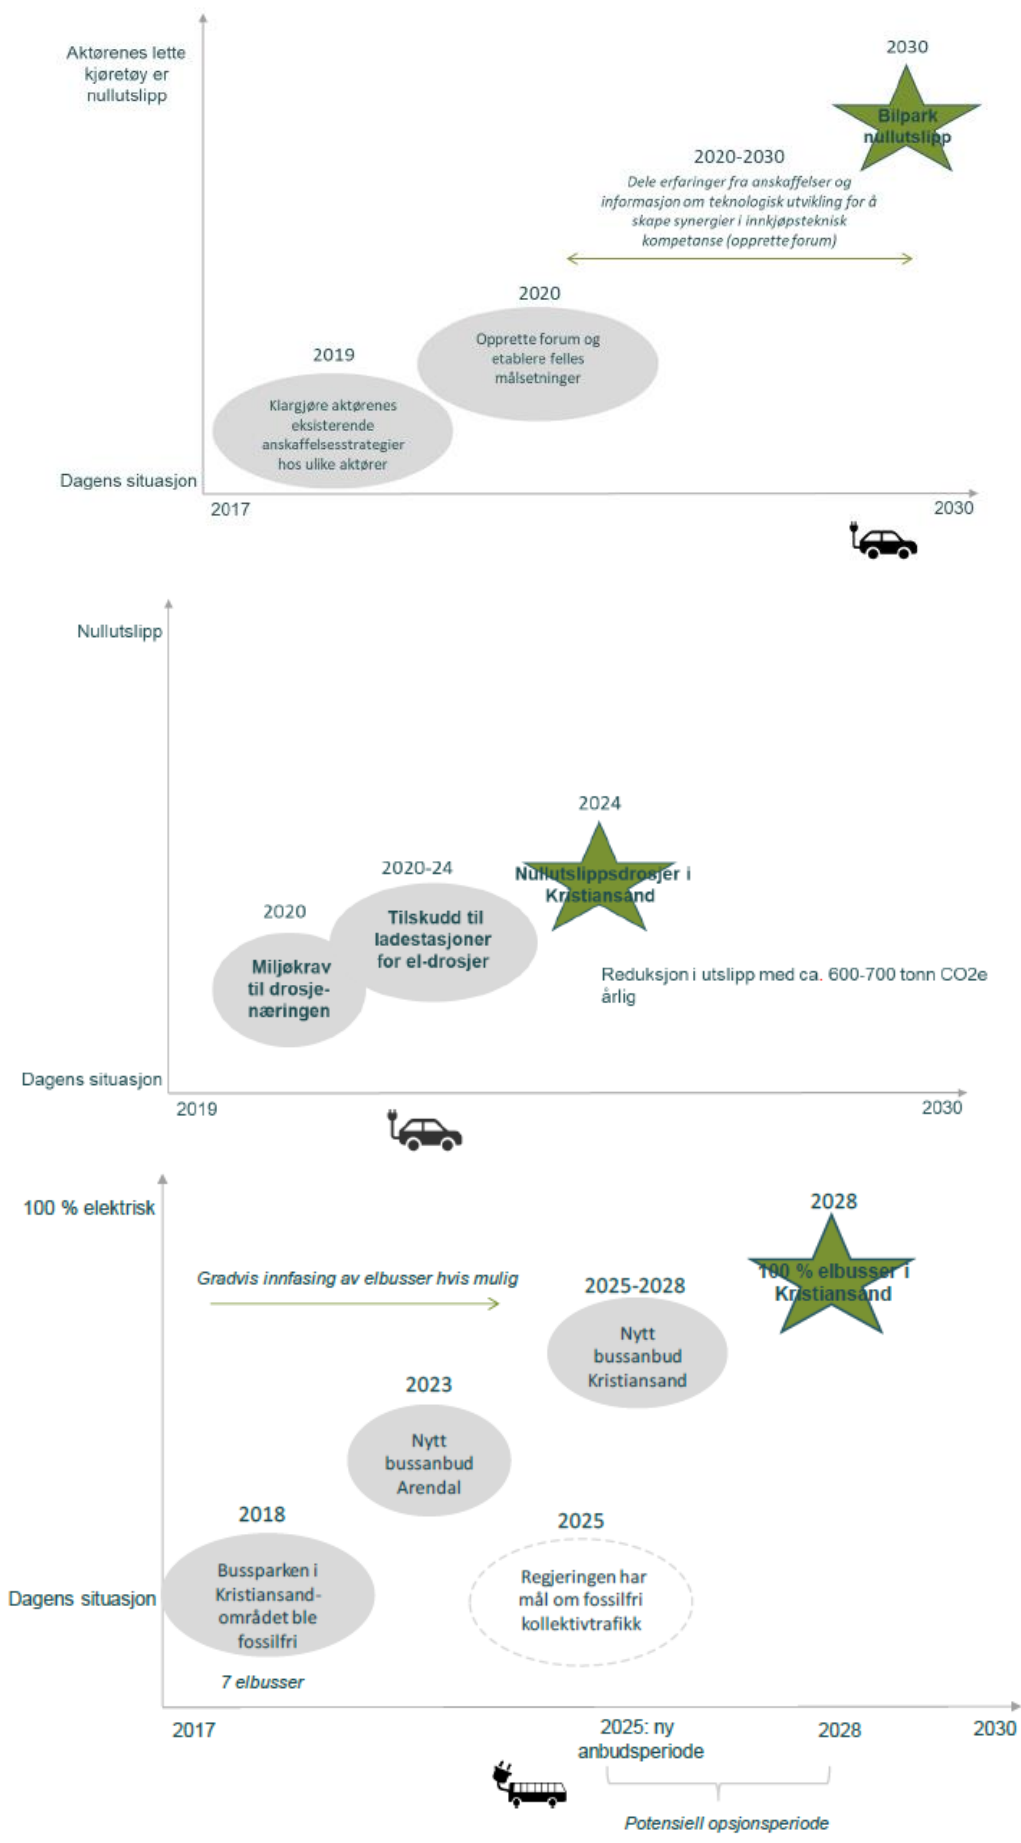 Aktørenes lette
kjøretøy er
nullutslipp
2030
Bilpark
nullutslipp
2020-2030
Dele erfaringer fra anskaffelser og
informasjon om teknologisk utvikling for å
skape synergier i innkjøpsteknisk
kompetanse (opprette forum)
2020
Opprette forum og
etablere felles
målsetninger
2019
Klargjøre aktørenes
eksisterende
anskaffelsesstrategier
hos ulike aktører
Dagens situasjon
2017
2030
Nullutslipp
2024
Nullutslippsdrosjer i
Kristiansand
2020-24
Tilskudd til
ladestasjoner
for el-drosjer
2020
Miljøkrav
til drosje-
næringen
Reduksjon i utslipp med ca. 600-700 tonn CO2e
årlig
Dagens situasjon
2019
2030
100 % elektrisk
2028
100 % elbusser i
Kristiansand
Gradvis innfasing av elbusser hvis mulig
2025-2028
Nytt
bussanbud
Kristiansand
2023
Nytt
bussanbud
Arendal
2018
Bussparken i
Kristiansand-
området ble
fossilfri
7 elbusser
2025
Regjeringen har
mål om fossilfri
kollektivtrafikk
Dagens situasjon
2017
2025: ny
anbudsperiode
2028
2030
Potensiell opsjonsperiode